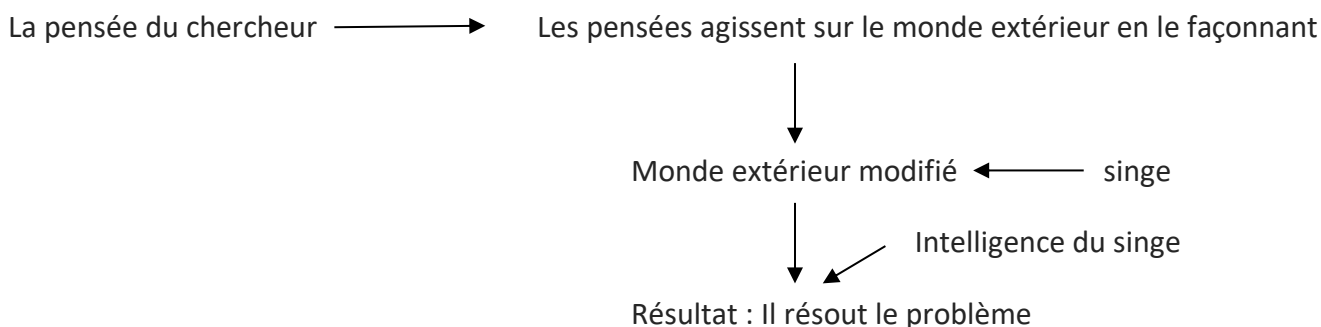 La pensée du chercheur
Les pensées agissent sur le monde extérieur en le façonnant
Monde extérieur modifié
singe
Intelligence du singe
Résultat : Il résout le problème